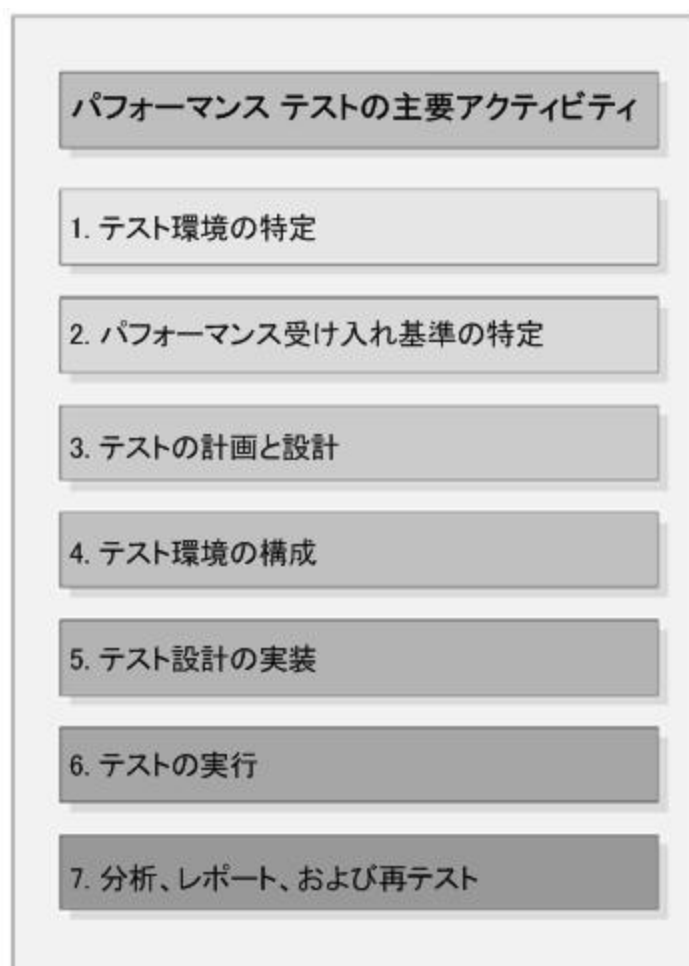 パフォーマンス テストの主要アクティビティ
1. テスト環境の特定
2. パフォーマンス受け入れ基準の特定
3. テストの計画と設計
4. テスト環境の構成
5. テスト設計の実装
6. テストの実行
7. 分析、レポート、および再テスト